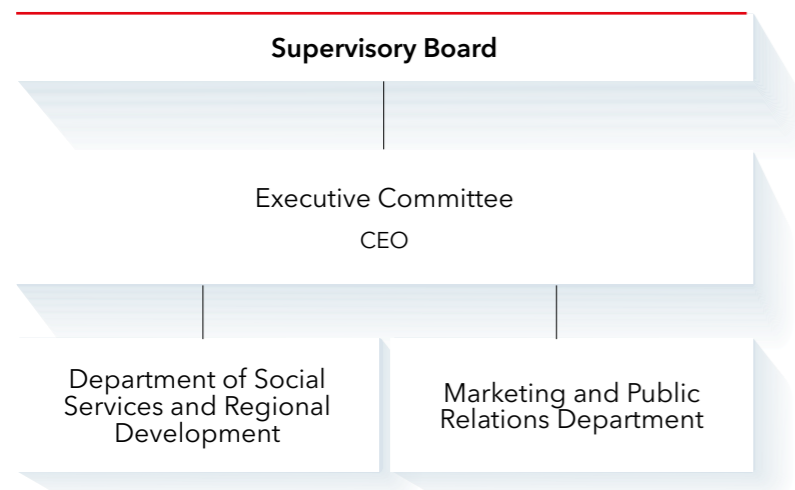 Supervisory Board
Executive Committee
CEO
Department of Social
Services and Regional
Development
Marketing and Public
Relations Department